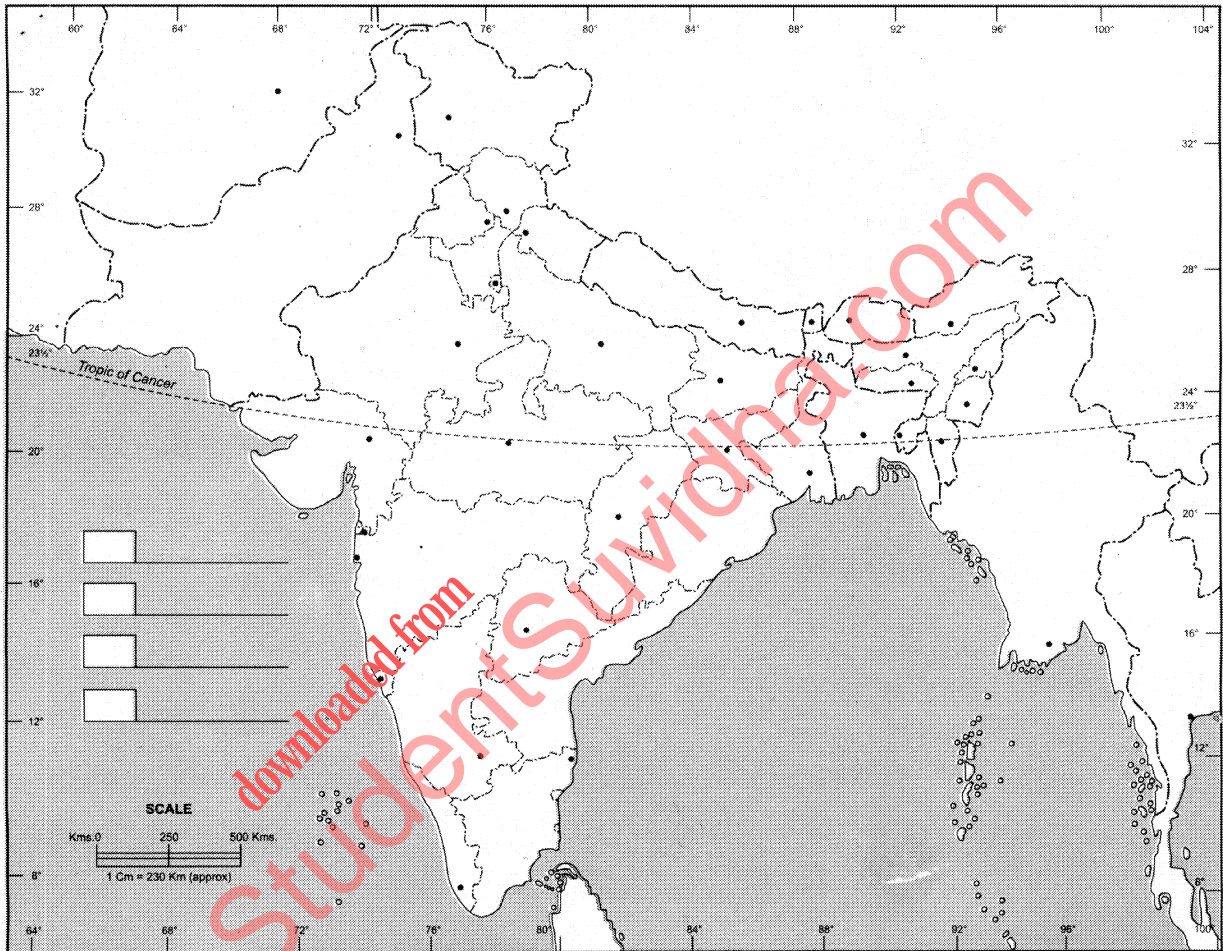 60° 64° 68° 72° 76° 80° 84° 88° 92° 96° 100° 104°
32° 32°
28° 28°
24° 24°
23½° 23½°
Tropic of Cancer
20° 20°
16° 16°
12° 12°
8° 8°
SCALE
Kms.0 250 500 Kms.
1 Cm = 230 Km (approx)
64° 68° 72° 76° 80° 84° 88° 92° 96° 100°
downloaded from
StudentSuvidha.com